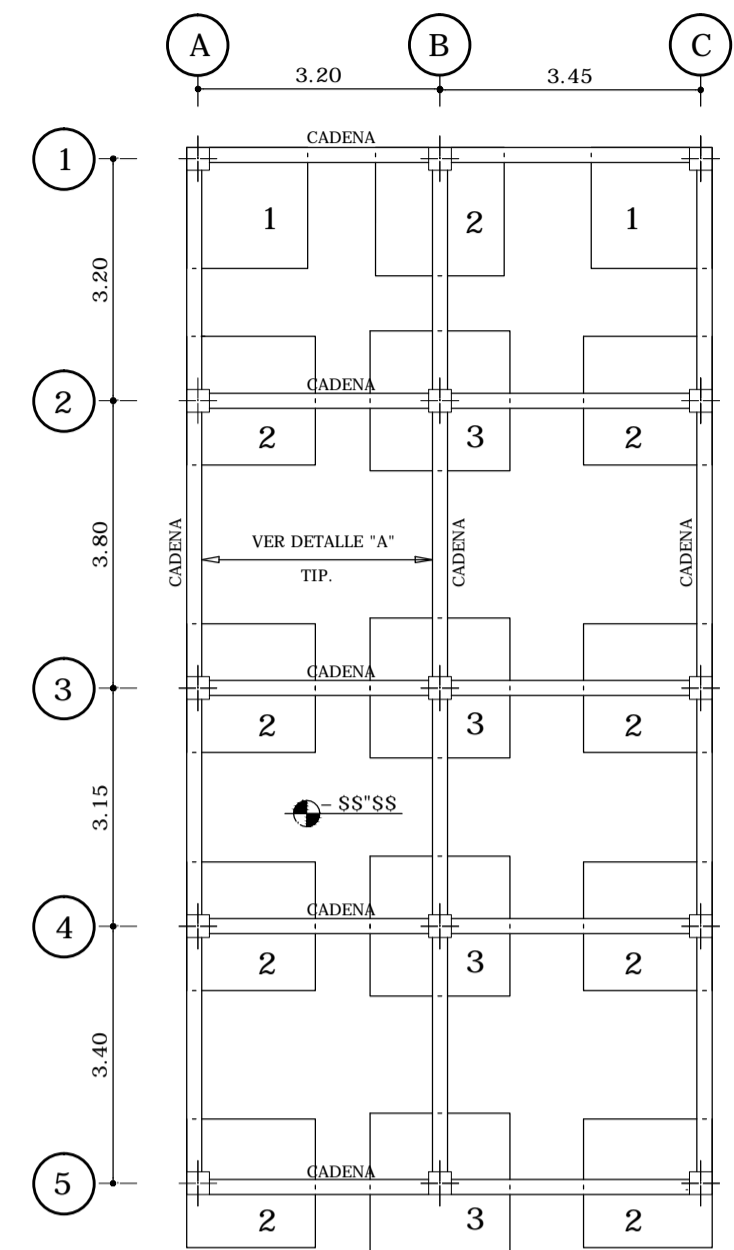 A B C
3.20 3.45
CADENA
1
1 2 1
3.20
CADENA
2
2 3 2
3.80
CADENA
VER DETALLE "A"
TIP.
CADENA
CADENA
CADENA
3
2 3 2
3.15
– $$"$$
CADENA
4
2 3 2
3.40
CADENA
5
2 3 2